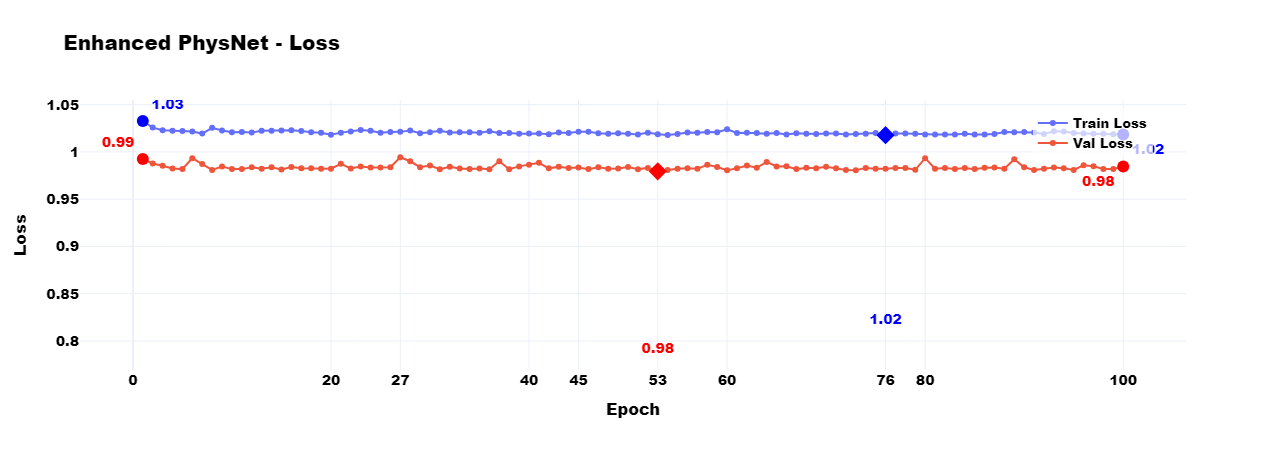 Enhanced PhysNet - Loss
1.05
1.03
Train Loss
0.99
Val Loss
1.02
1
0.98
0.95
Loss
0.9
0.85
1.02
0.8
0.98
0 20 27 40 45 53 60 76 80 100
Epoch